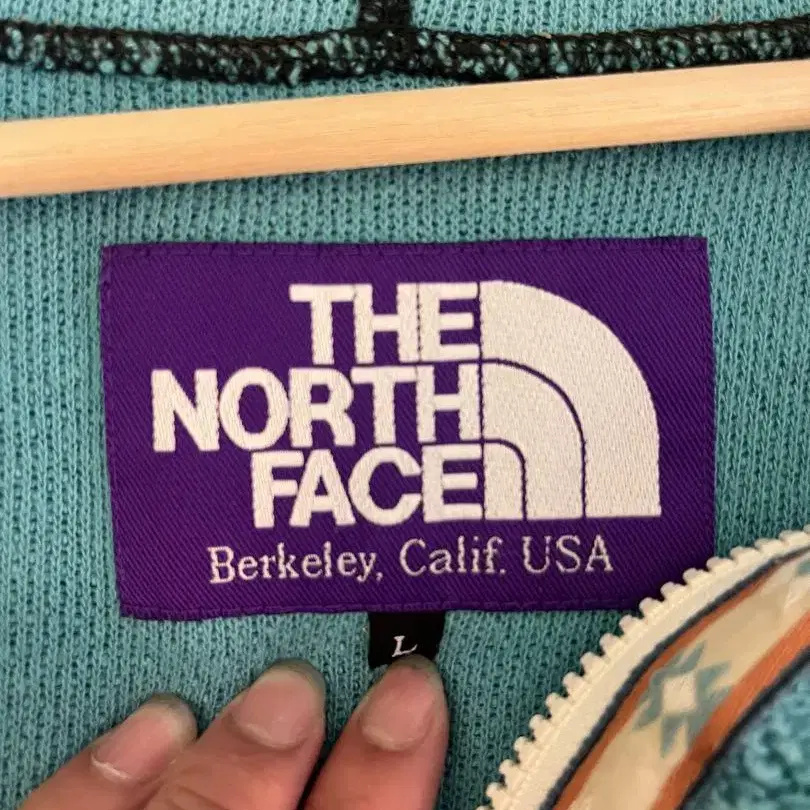 THE
NORTH
FACE
Berkeley, Calif. USA
L